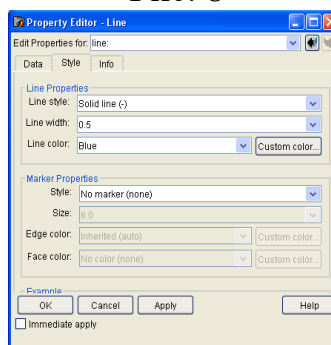 Property Editor - Line
Edit Properties for: line:
Data Style Info
Line Properties
Line style: Solid line (-)
Line width: 0.5
Line color: Blue Custom color...
Marker Properties
Style: No marker (none)
Size: 6.0
Edge color: Inherited (auto) Custom color...
Face color: No color (none) Custom color...
Example
OK Cancel Apply Help
Immediate apply